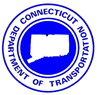 CONNECTICUT
DEPARTMENT OF TRANSPORTATION